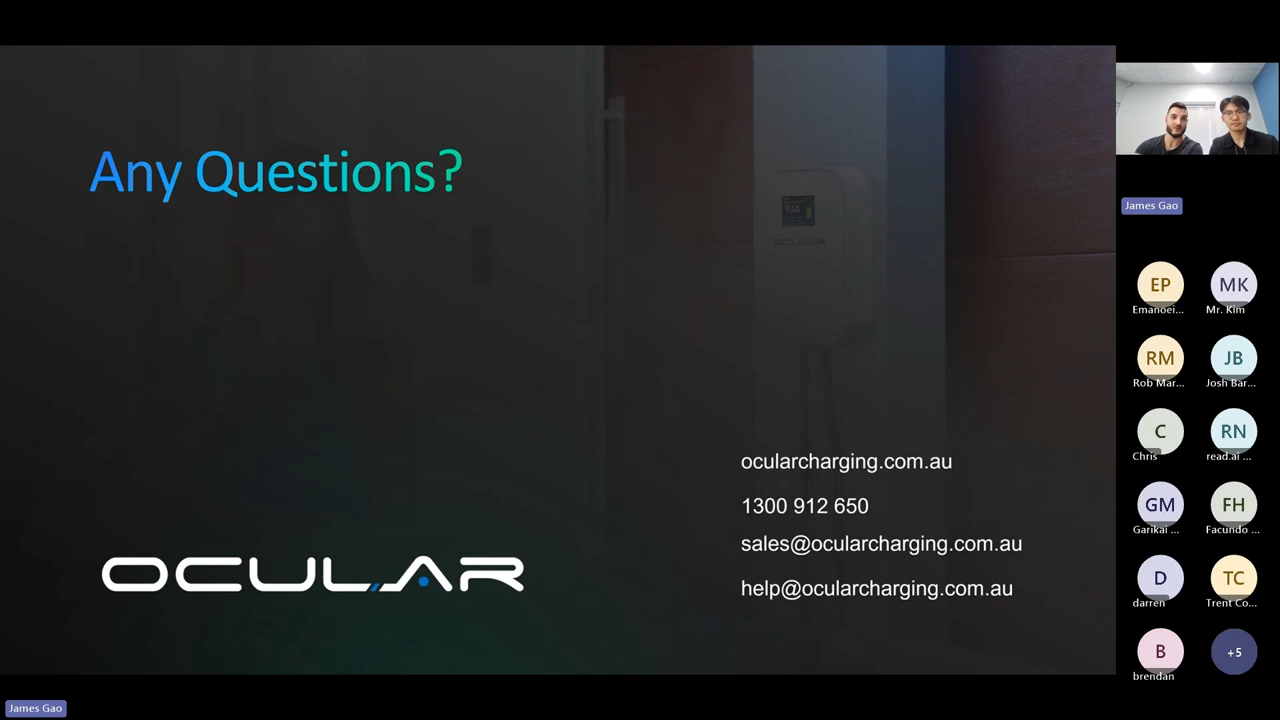 Any Questions?
OCULAR
ocularcharging.com.au
1300 912 650
sales@ocularcharging.com.au
help@ocularcharging.com.au
OCULAR
James Gao
EP
Emanoei...
MK
Mr. Kim
RM
Rob Mar...
JB
Josh Bar...
C
Chris
RN
read.ai ...
GM
Garikai ...
FH
Facundo ...
D
darren
TC
Trent Co...
B
brendan
+5
James Gao